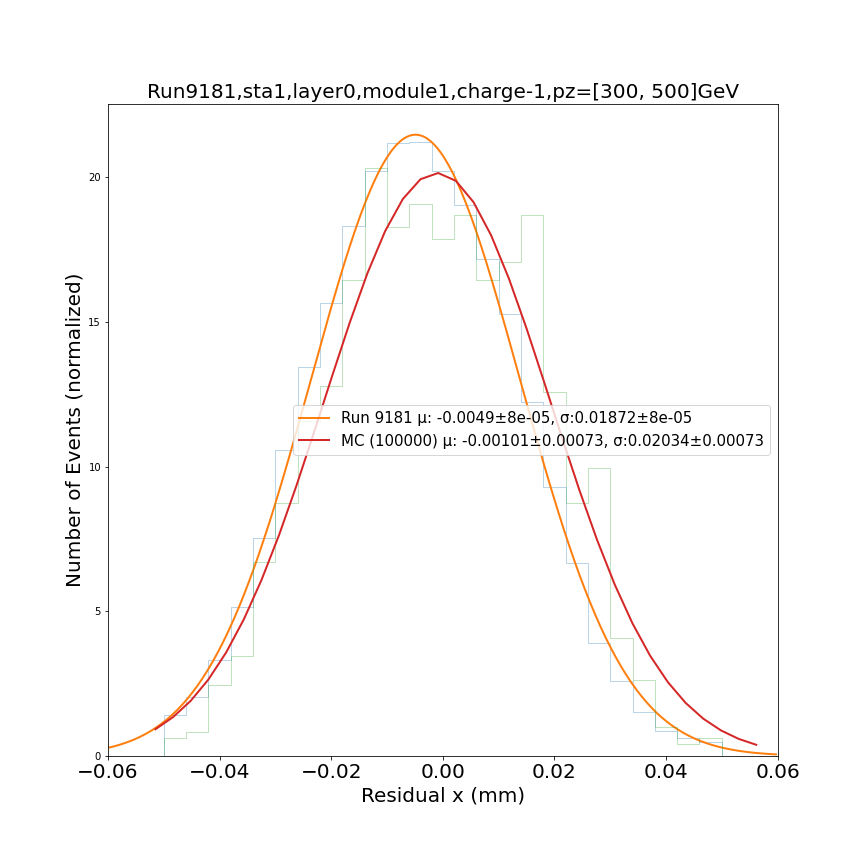 Run9181,sta1,layer0,module1,charge-1,pz=[300, 500]GeV
Number of Events (normalized)
20
15
10
5
0
Run 9181 μ: -0.0049±8e-05, σ:0.01872±8e-05
MC (100000) μ: -0.00101±0.00073, σ:0.02034±0.00073
−0.06 −0.04 −0.02 0.00 0.02 0.04 0.06
Residual x (mm)